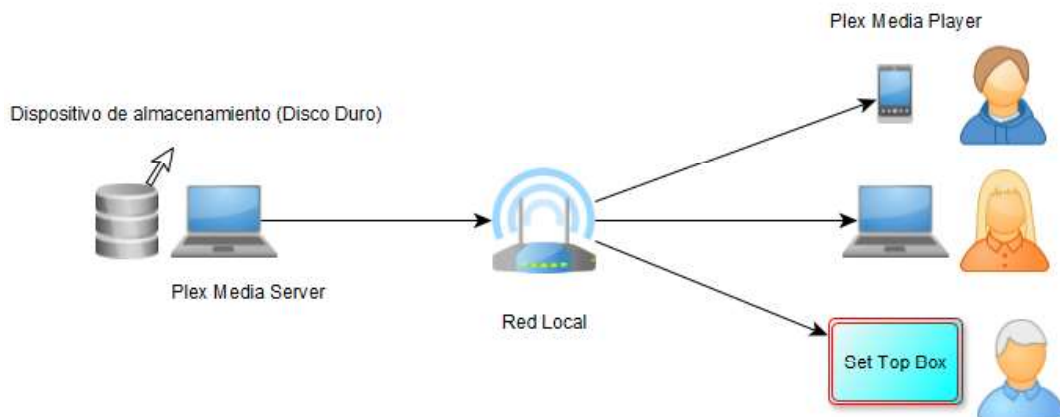 Plex Media Player
Dispositivo de almacenamiento (Disco Duro)
Plex Media Server
Red Local
Set Top Box